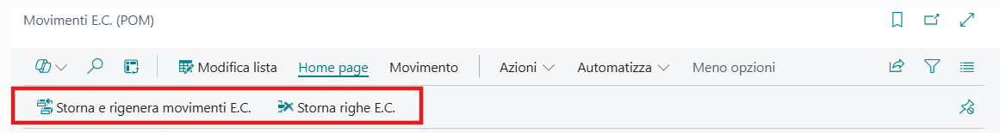 Movimenti E.C. (POM)
Modifica lista Home page Movimento Azioni Automatizza Meno opzioni
Storna e rigenera movimenti E.C. Storna righe E.C.